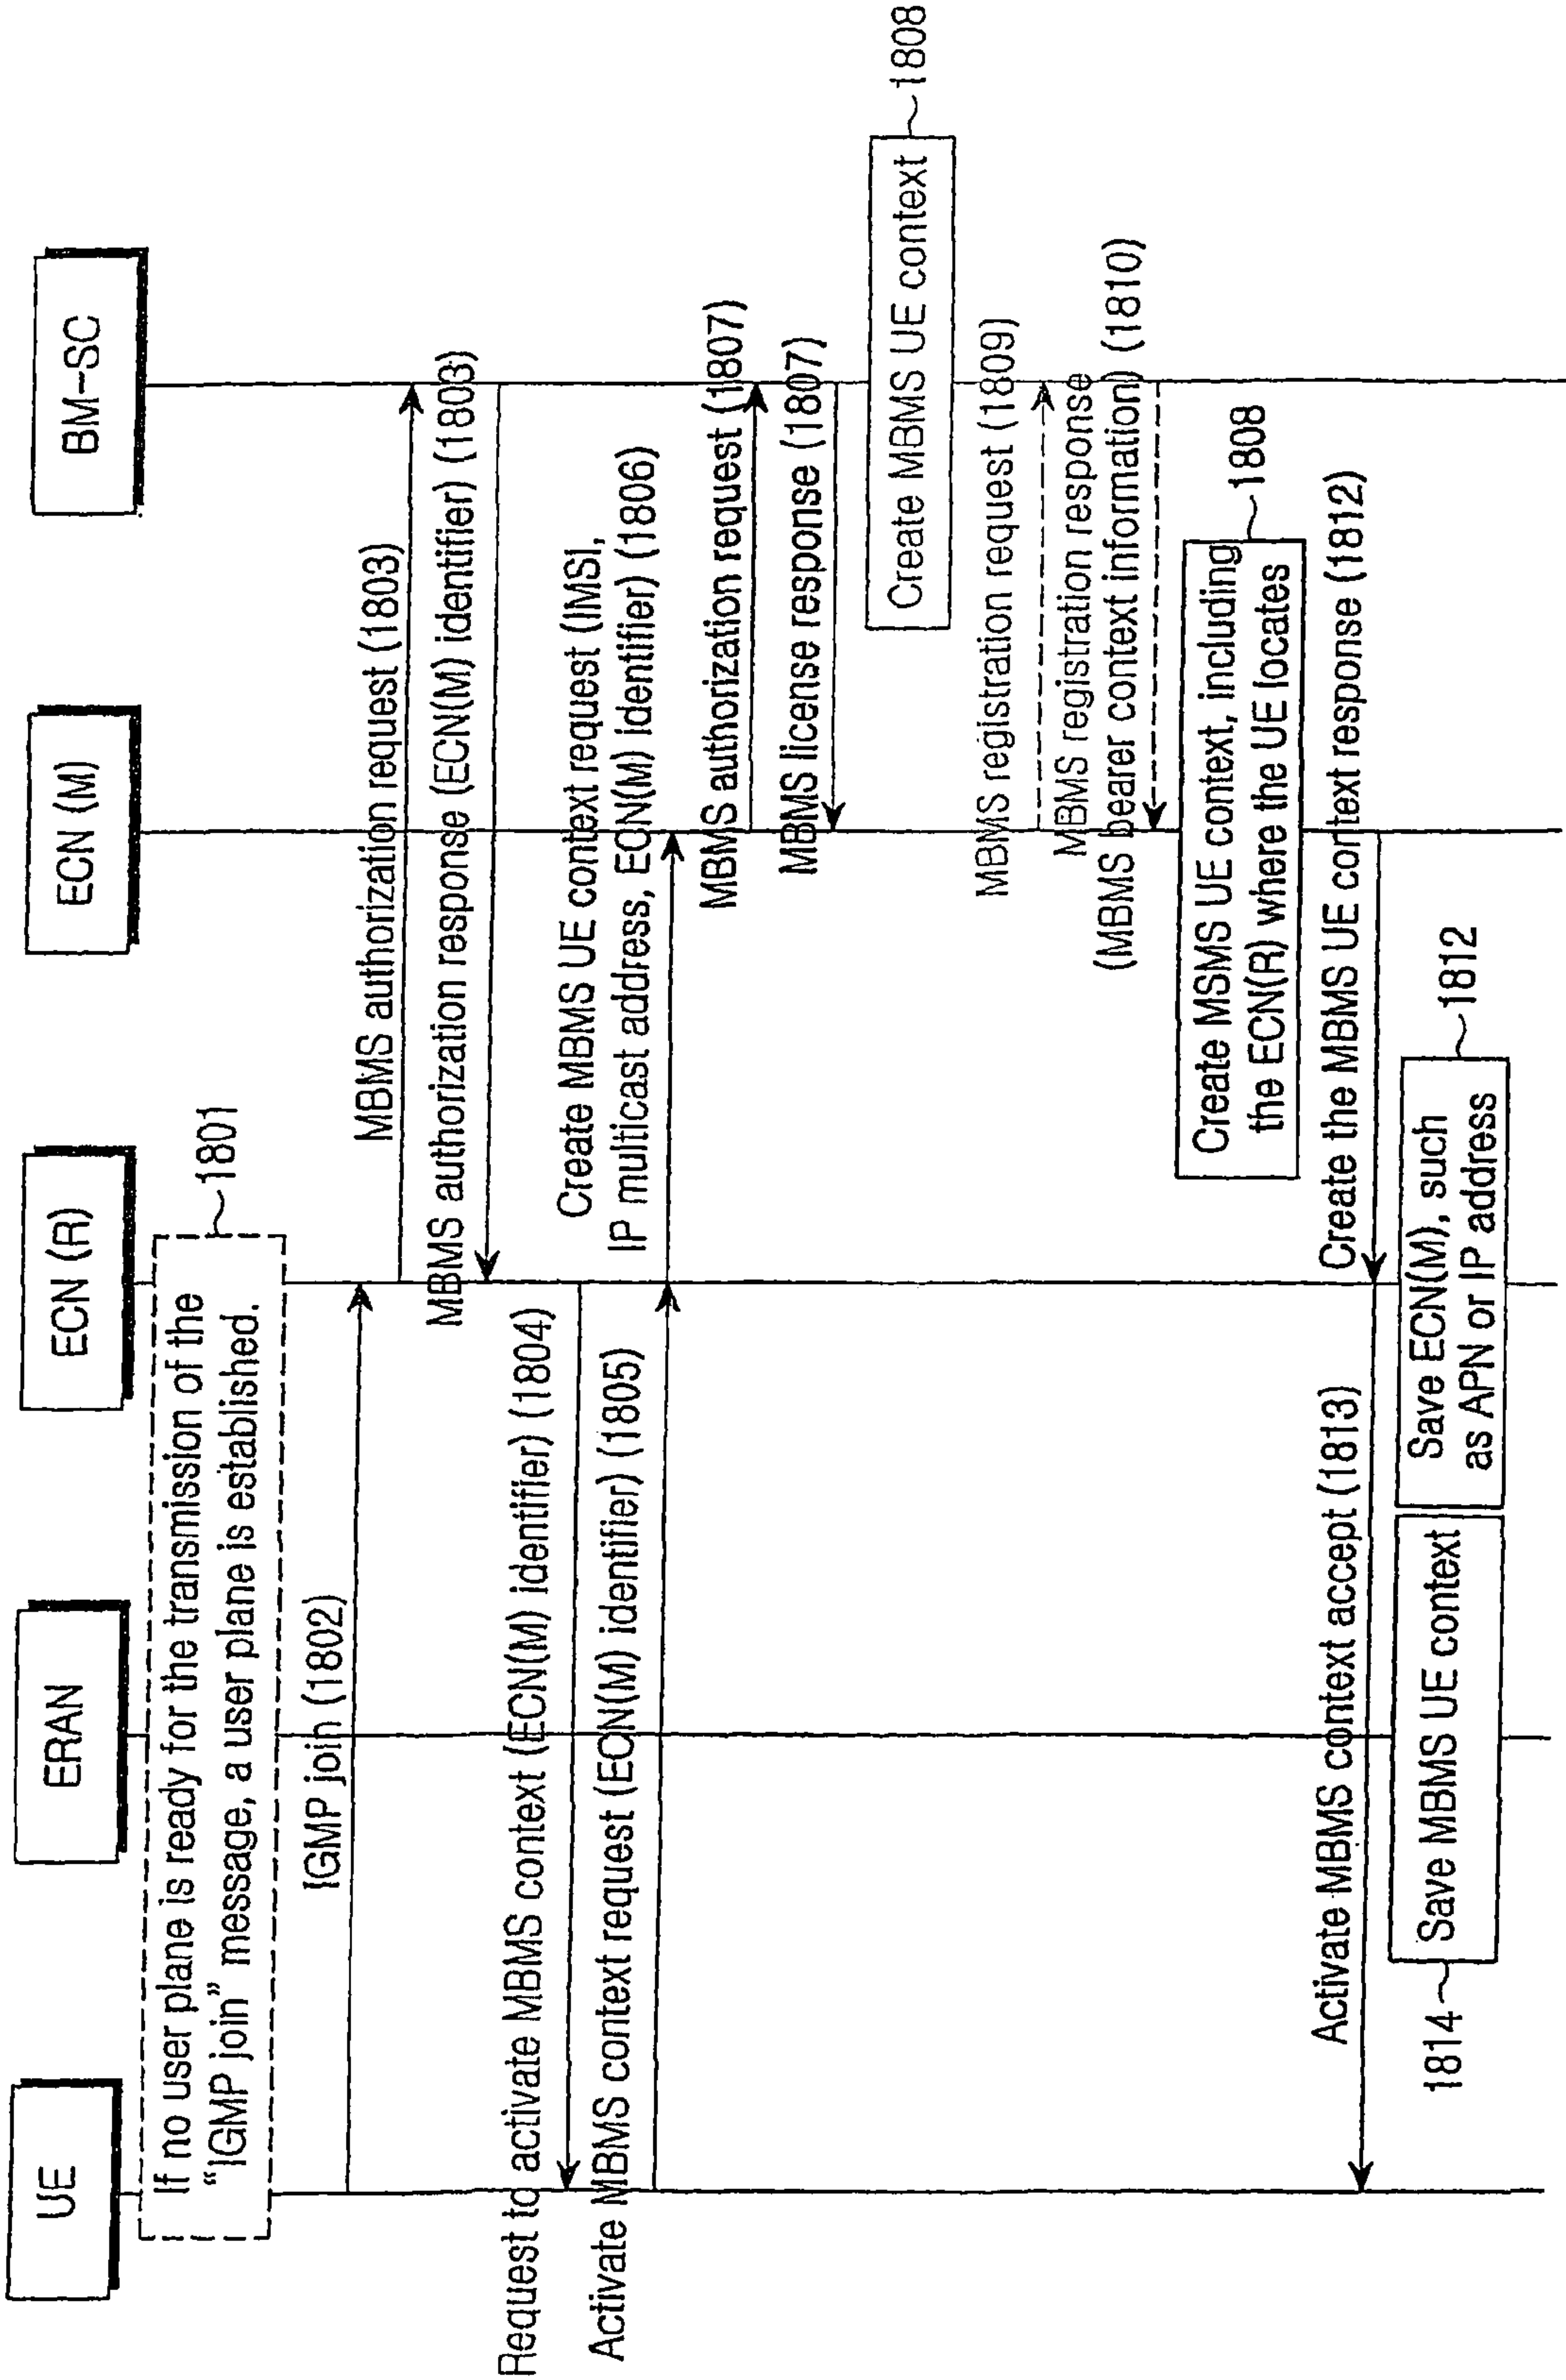 UE
ERAN
ECN (R)
ECN (M)
BM-SC
If no user plane is ready for the transmission of the
“IGMP join” message, a user plane is established.
1801
IGMP join (1802)
MBMS authorization request (1803)
MBMS authorization response (ECN(M) identifier) (1803)
Request to activate MBMS context (ECN(M) identifier) (1804)
Activate MBMS context request (ECN(M) identifier) (1805)
Create MBMS UE context request (IMSI,
IP multicast address, ECN(M) identifier) (1806)
MBMS authorization request (1807)
MBMS license response (1807)
Create MBMS UE context
1808
MBMS registration request (1809)
MBMS registration response
(MBMS bearer context information) (1810)
Create MSMS UE context, including
the ECN(R) where the UE locates
1808
Create the MBMS UE context response (1812)
Activate MBMS context accept (1813)
Save ECN(M), such
as APN or IP address
1812
1814
Save MBMS UE context